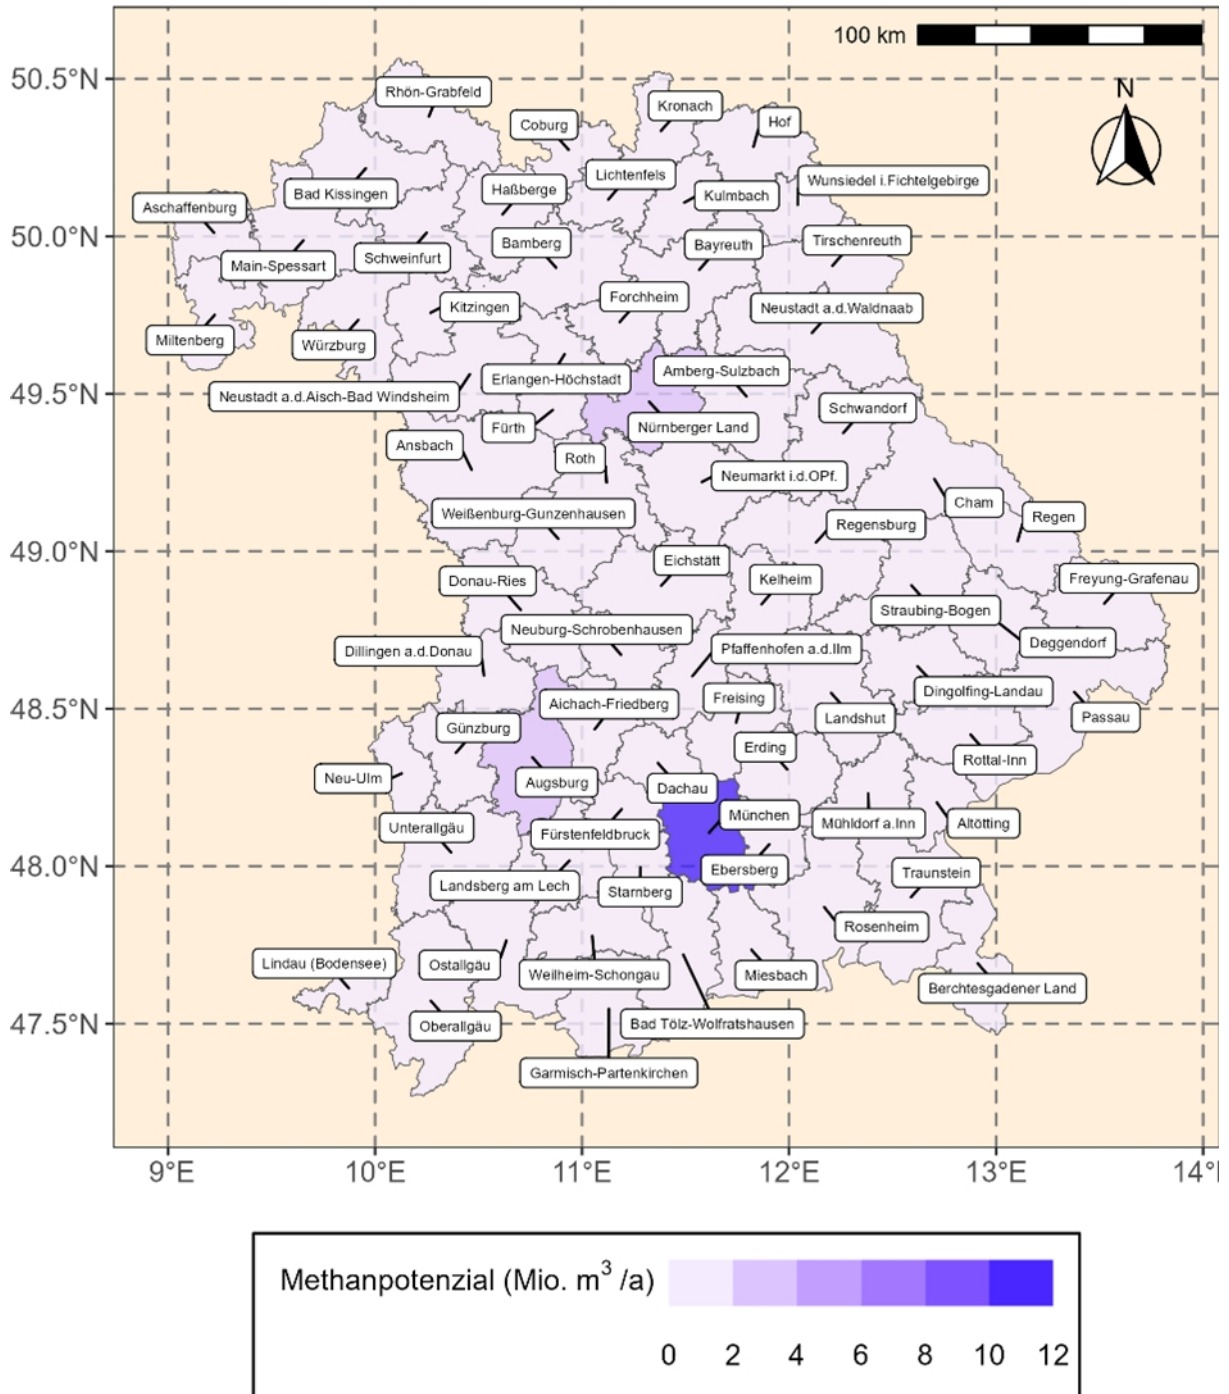 100 km
N
50.5°N
50.0°N
49.5°N
49.0°N
48.5°N
48.0°N
47.5°N
Rhön-Grabfeld
Kronach
Coburg
Hof
Lichtenfels
Wunsiedel i.Fichtelgebirge
Haßberge
Bad Kissingen
Kulmbach
Aschaffenburg
Tirschenreuth
Bamberg
Bayreuth
Schweinfurt
Main-Spessart
Forchheim
Kitzingen
Neustadt a.d.Waldnaab
Miltenberg
Würzburg
Amberg-Sulzbach
Erlangen-Höchstadt
Neustadt a.d.Aisch-Bad Windsheim
Schwandorf
Fürth
Nürnberger Land
Ansbach
Roth
Neumarkt i.d.OPf.
Cham
Weißenburg-Gunzenhausen
Regen
Regensburg
Eichstätt
Donau-Ries
Kelheim
Freyung-Grafenau
Straubing-Bogen
Neuburg-Schrobenhausen
Deggendorf
Dillingen a.d.Donau
Pfaffenhofen a.d.Ilm
Dingolfing-Landau
Freising
Aichach-Friedberg
Landshut
Passau
Günzburg
Erding
Rottal-Inn
Neu-Ulm
Augsburg
Dachau
München
Mühldorf a.Inn
Altötting
Unterallgäu
Fürstenfeldbruck
Ebersberg
Traunstein
Landsberg am Lech
Starnberg
Rosenheim
Lindau (Bodensee)
Ostallgäu
Weilheim-Schongau
Miesbach
Berchtesgadener Land
Oberallgäu
Bad Tölz-Wolfratshausen
Garmisch-Partenkirchen
9°E 10°E 11°E 12°E 13°E 14°
Methanpotenzial (Mio. m³ /a)
0 2 4 6 8 10 12